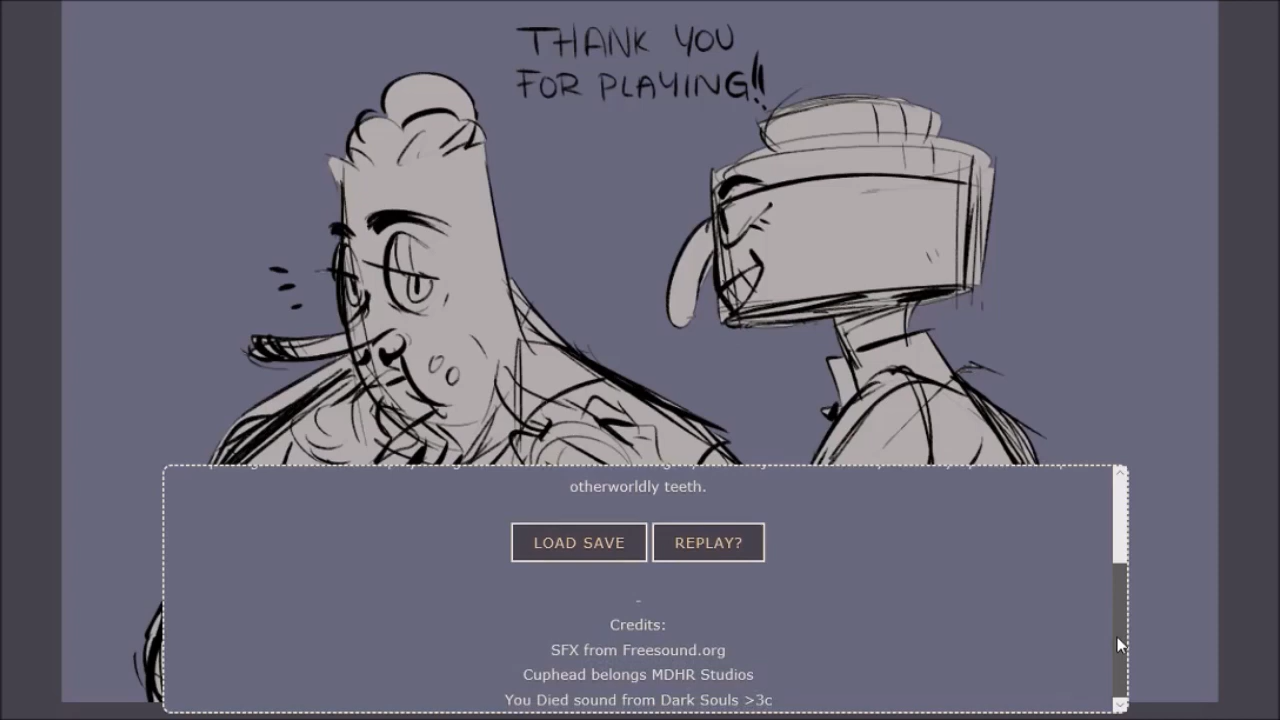 THANK YOU
FOR PLAYING!!
otherworldly teeth.
LOAD SAVE
REPLAY?
-
Credits:
SFX from Freesound.org
Cuphead belongs MDHR Studios
You Died sound from Dark Souls >3c